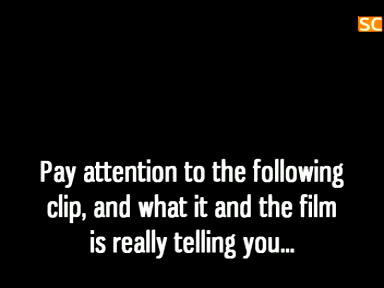 SC
Pay attention to the following
clip, and what it and the film
is really telling you...